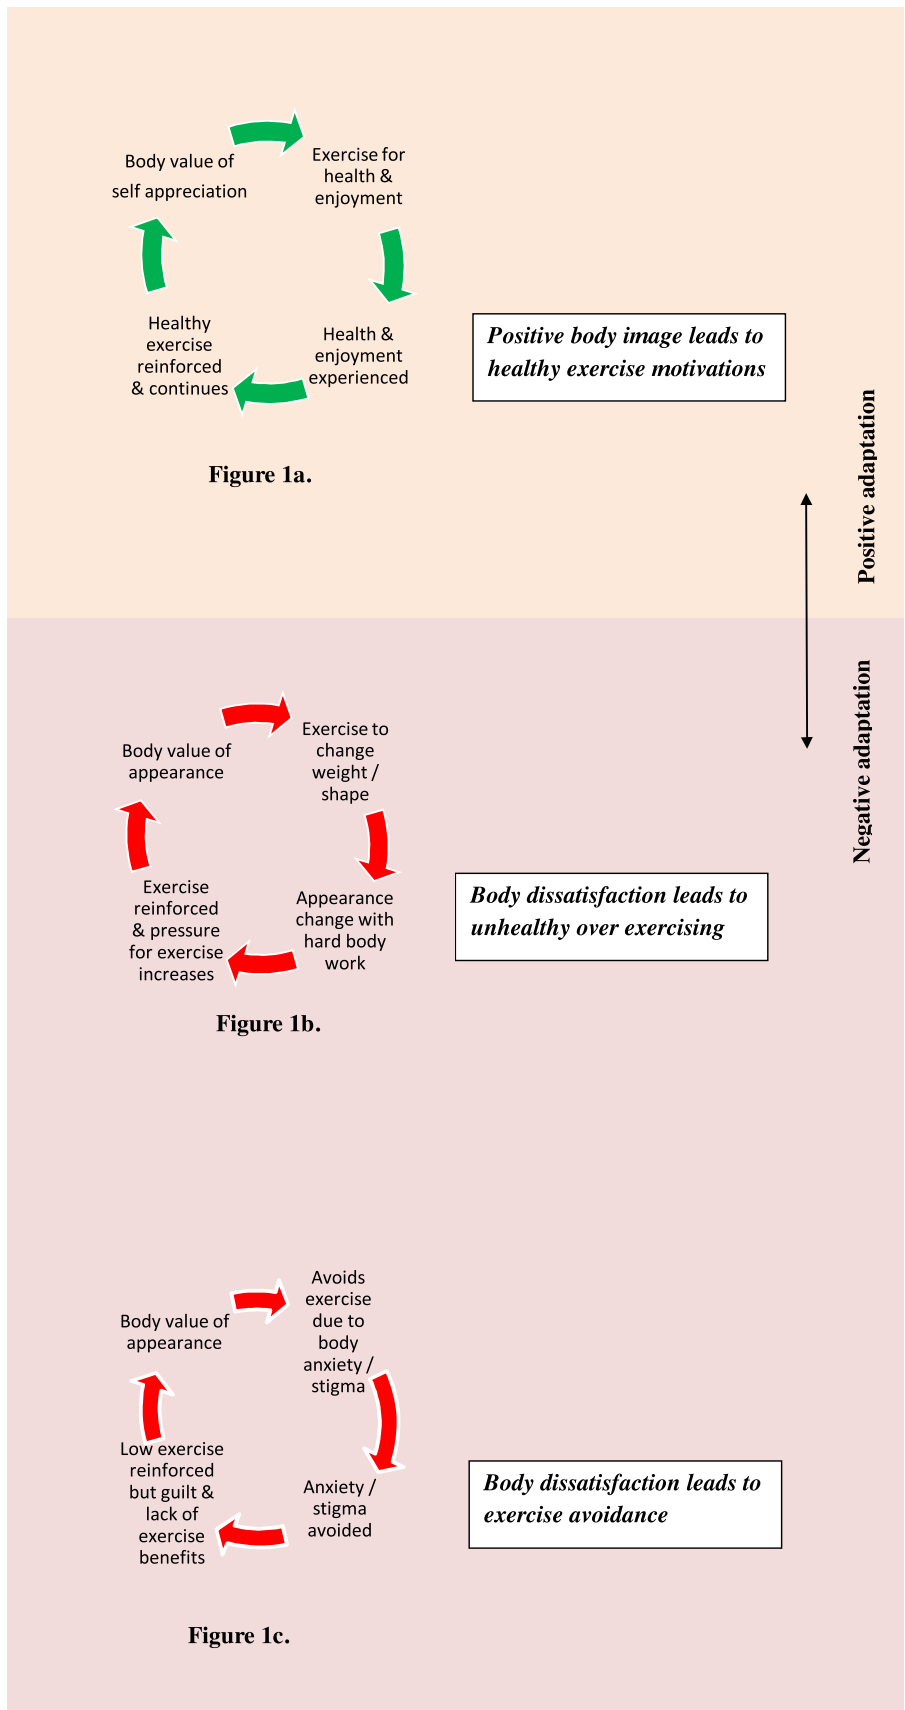 Body value of
self appreciation
Exercise for
health &
enjoyment
Health &
enjoyment
experienced
Healthy
exercise
reinforced
& continues
Positive body image leads to
healthy exercise motivations
Figure 1a.
Positive adaptation
Negative adaptation
Body value of
appearance
Exercise to
change
weight /
shape
Appearance
change with
hard body
work
Exercise
reinforced
& pressure
for exercise
increases
Body dissatisfaction leads to
unhealthy over exercising
Figure 1b.
Body value of
appearance
Avoids
exercise
due to
body
anxiety /
stigma
Anxiety /
stigma
avoided
Low exercise
reinforced
but guilt &
lack of
exercise
benefits
Body dissatisfaction leads to
exercise avoidance
Figure 1c.